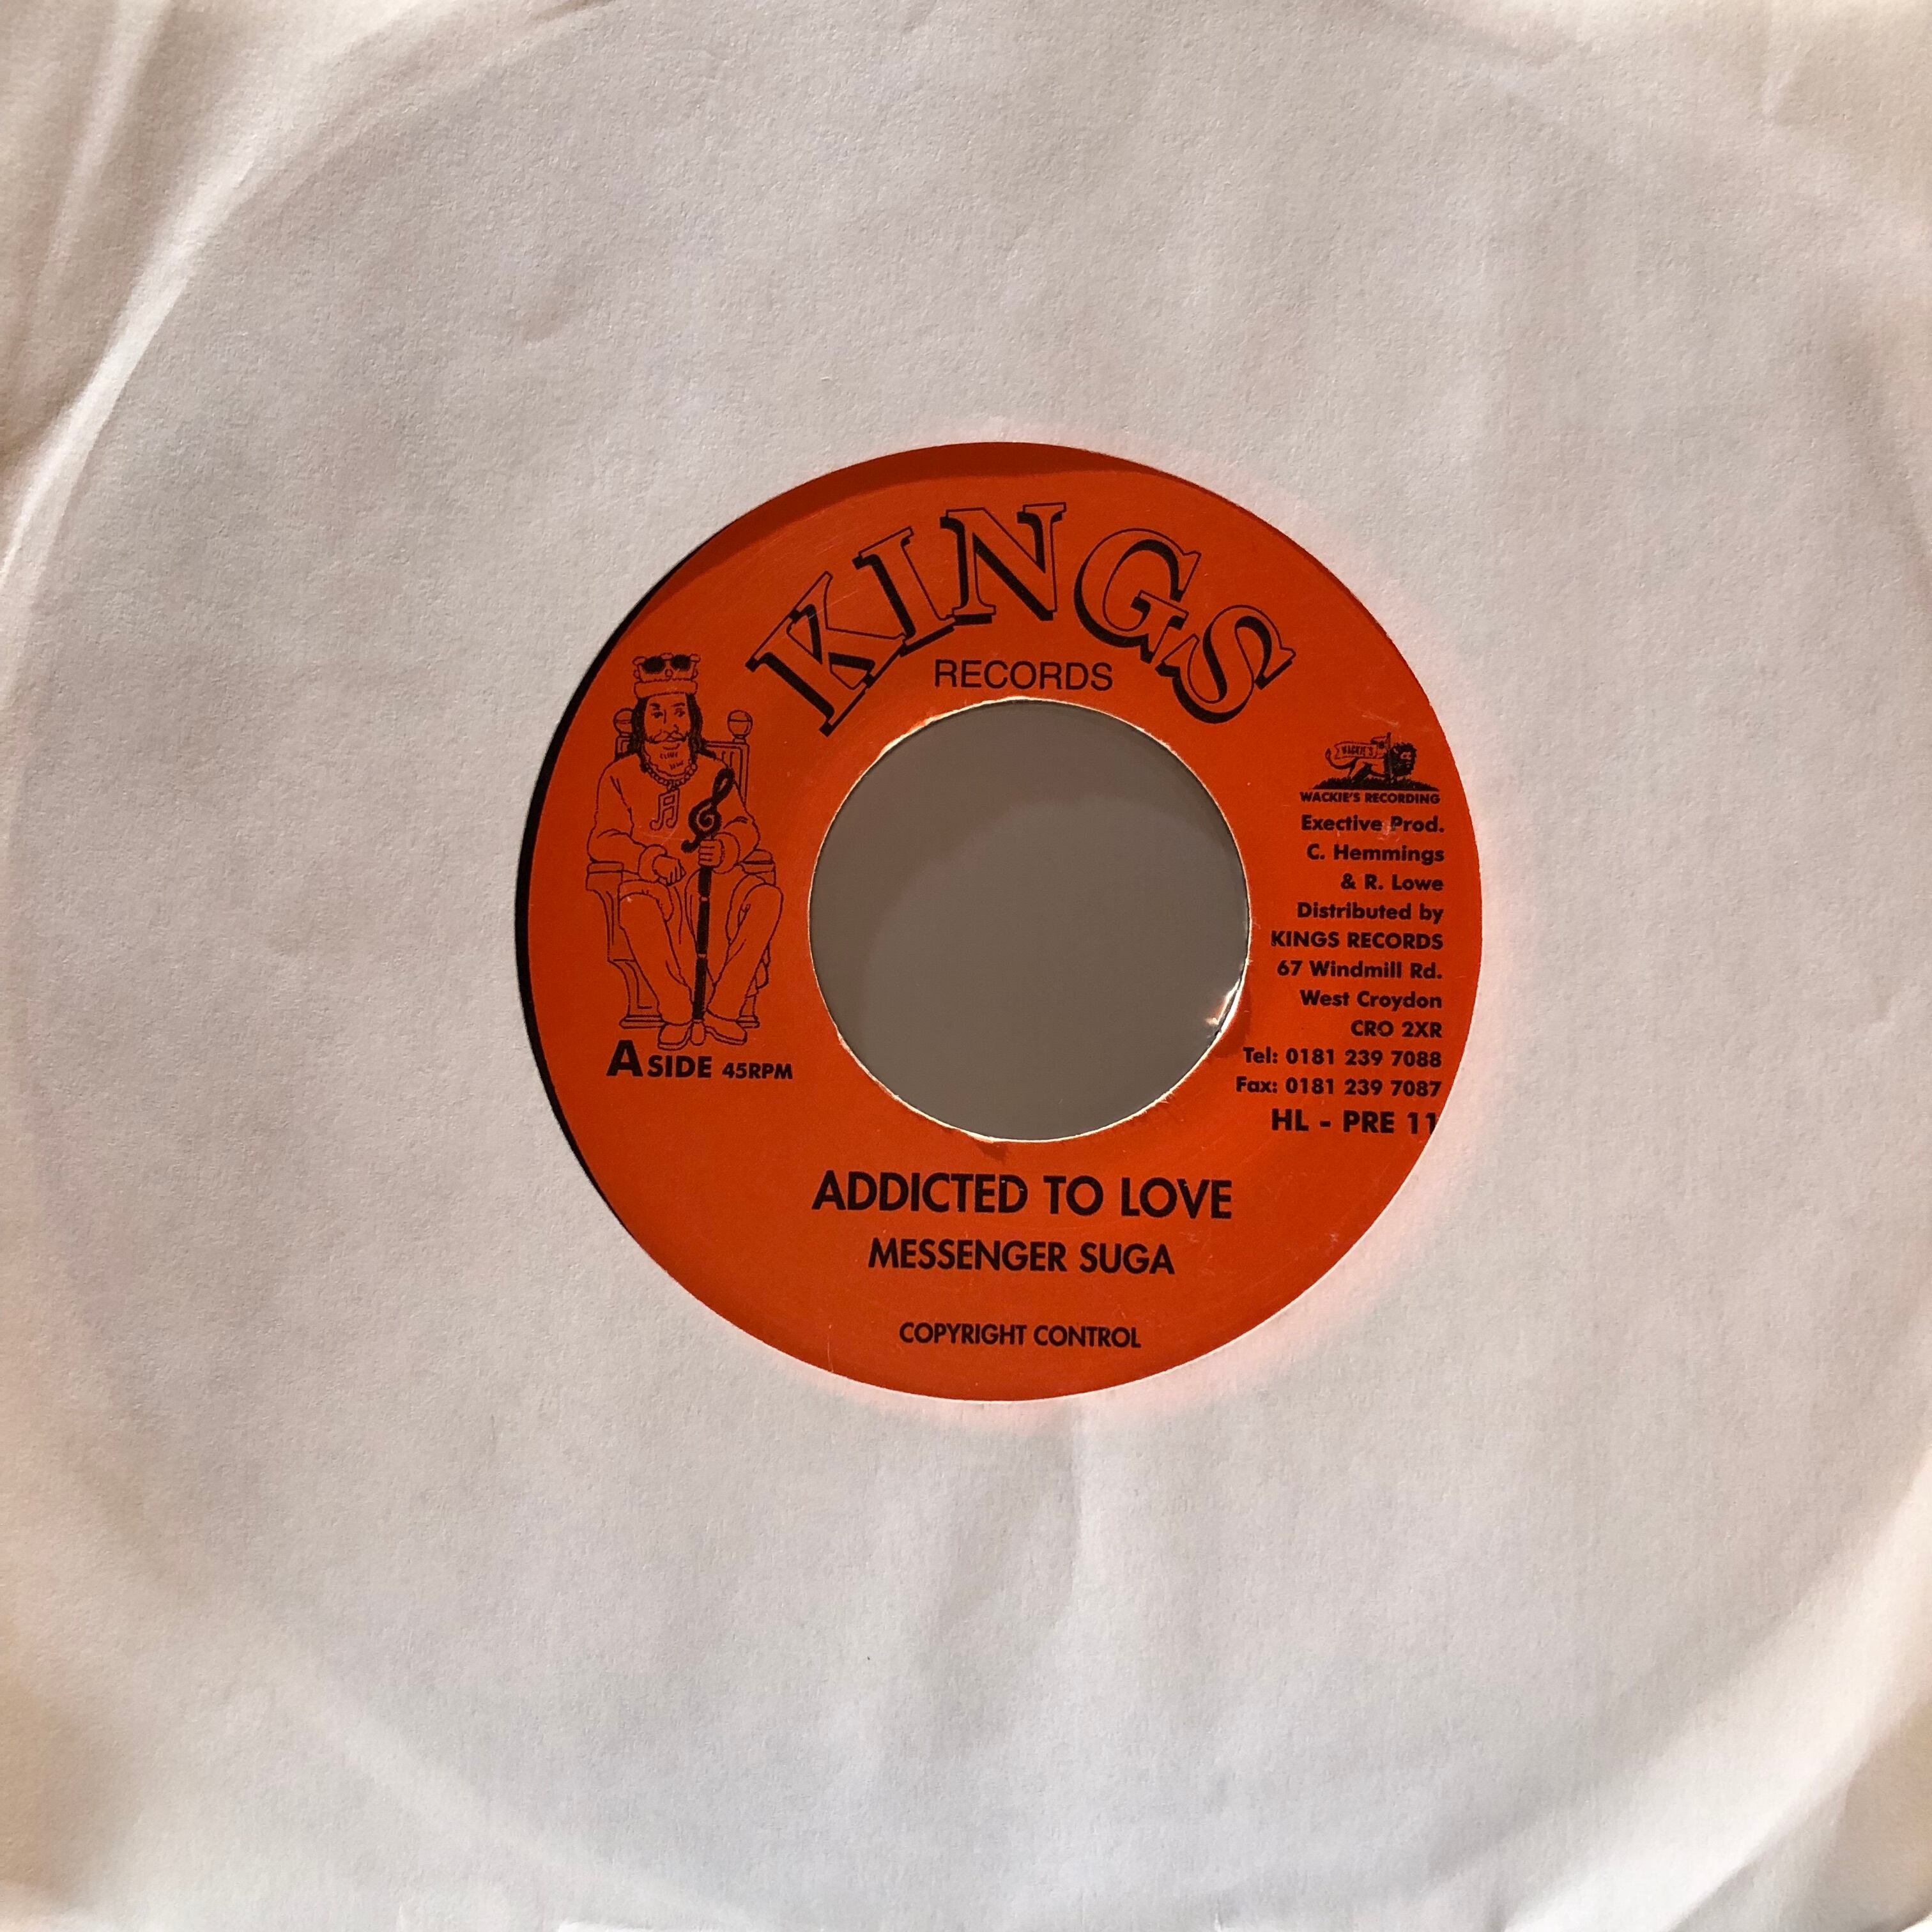 KINGS
RECORDS
WACKIE'S
WACKIE'S RECORDING
Exective Prod.
C. Hemmings
& R. Lowe
Distributed by
KINGS RECORDS
67 Windmill Rd.
West Croydon
CRO 2XR
Tel: 0181 239 7088
Fax: 0181 239 7087
HL - PRE 11
A SIDE 45RPM
ADDICTED TO LOVE
MESSENGER SUGA
COPYRIGHT CONTROL